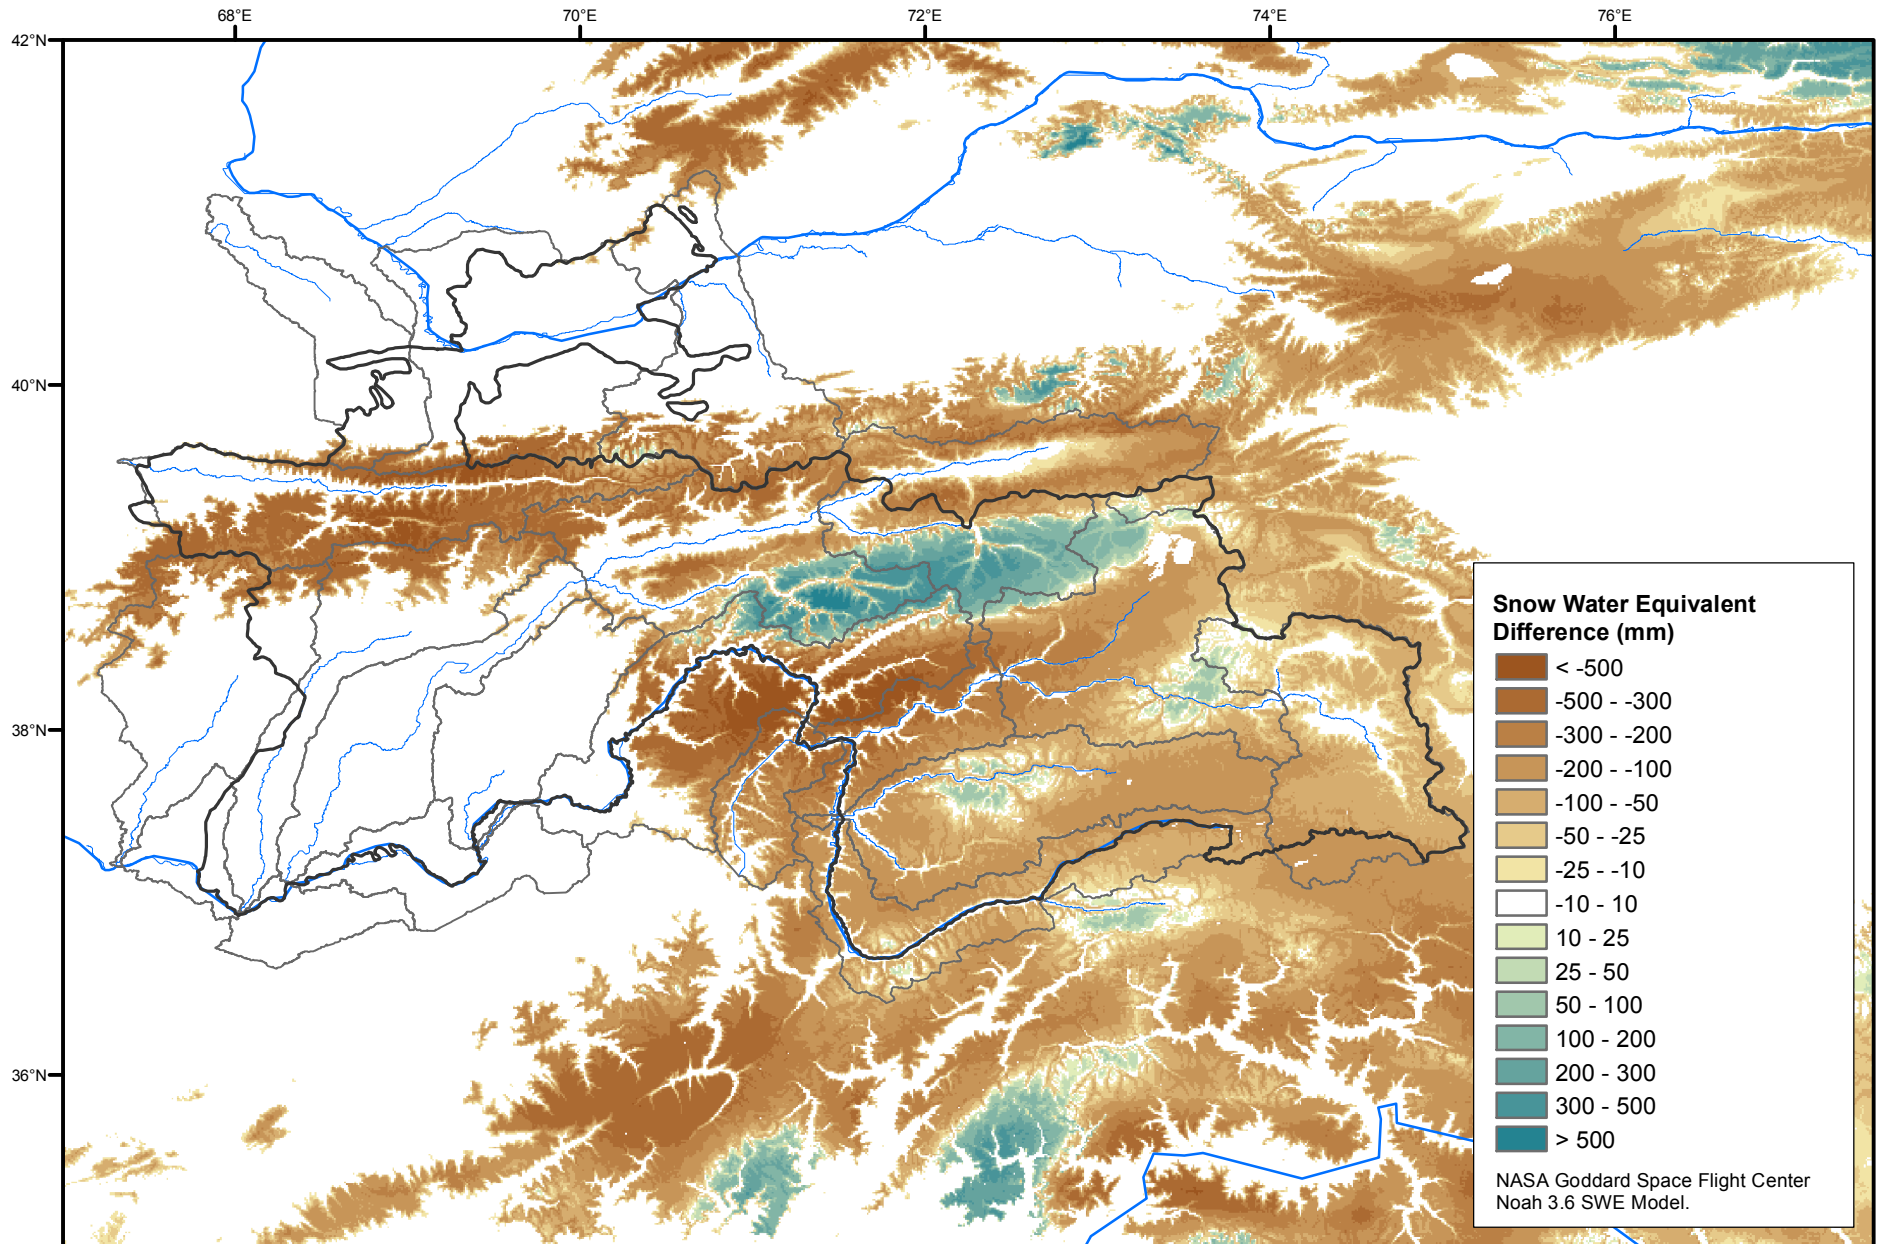 68°E
70°E
72°E
74°E
76°E
42°N
40°N
38°N
36°N
Snow Water Equivalent
Difference (mm)
< -500
-500 - -300
-300 - -200
-200 - -100
-100 - -50
-50 - -25
-25 - -10
-10 - 10
10 - 25
25 - 50
50 - 100
100 - 200
200 - 300
300 - 500
> 500
NASA Goddard Space Flight Center
Noah 3.6 SWE Model.